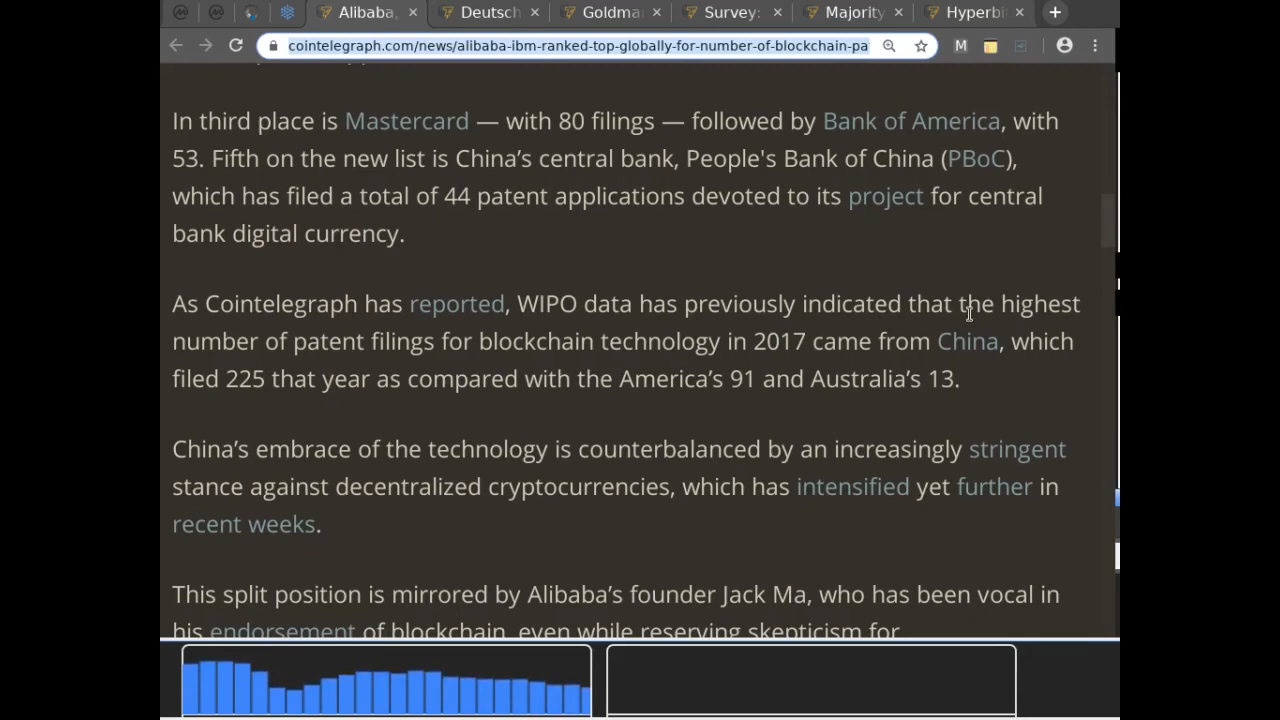 Alibaba,
Deutsch
Goldma
Survey:
Majority
Hyperbi
cointelegraph.com/news/alibaba-ibm-ranked-top-globally-for-number-of-blockchain-pa
M
In third place is Mastercard — with 80 filings — followed by Bank of America, with
53. Fifth on the new list is China’s central bank, People's Bank of China (PBoC),
which has filed a total of 44 patent applications devoted to its project for central
bank digital currency.
As Cointelegraph has reported, WIPO data has previously indicated that the highest
number of patent filings for blockchain technology in 2017 came from China, which
filed 225 that year as compared with the America’s 91 and Australia’s 13.
China’s embrace of the technology is counterbalanced by an increasingly stringent
stance against decentralized cryptocurrencies, which has intensified yet further in
recent weeks.
This split position is mirrored by Alibaba’s founder Jack Ma, who has been vocal in
his endorsement of blockchain, even while reserving skepticism for